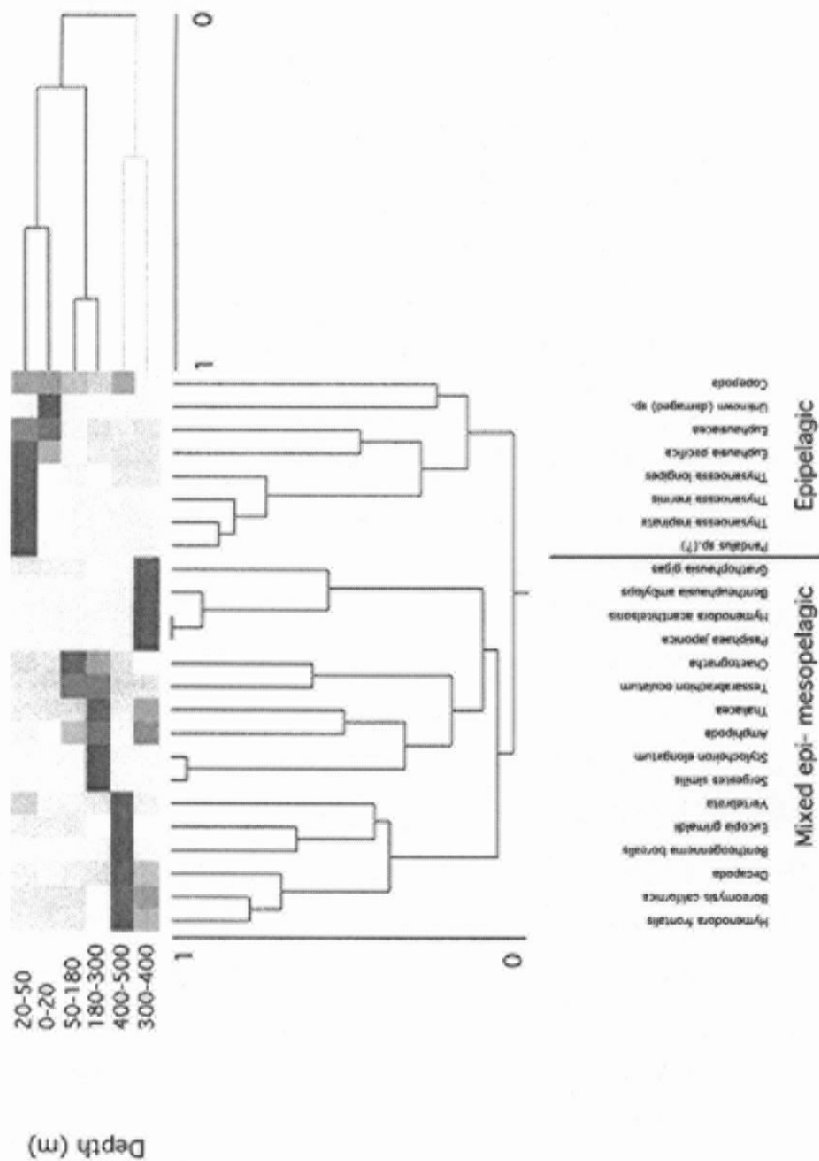 Depth (m)
20-50
0-20
50-180
180-300
400-500
300-400
1
0
1
0
Copepoda
Unknown (damaged) sp.
Euphausiacea
Euphausia pacifica
Thysanoessa longipes
Thysanoessa inermis
Thysanoessa inspinata
Pandalus sp.(?)
Gnathophausia gigas
Bentheuphausia amblyops
Hymenodora acanthitelsonis
Pasiphaea japonica
Chaetognatha
Tessarabrachion oculatum
Thaliacea
Amphipoda
Stylocheiron elongatum
Sergestes similis
Vertebrata
Eucopia grimaldi
Bentheogennema borealis
Decapoda
Boreomysis californica
Hymenodora frontalis
Epipelagic
Mixed epi- mesopelagic